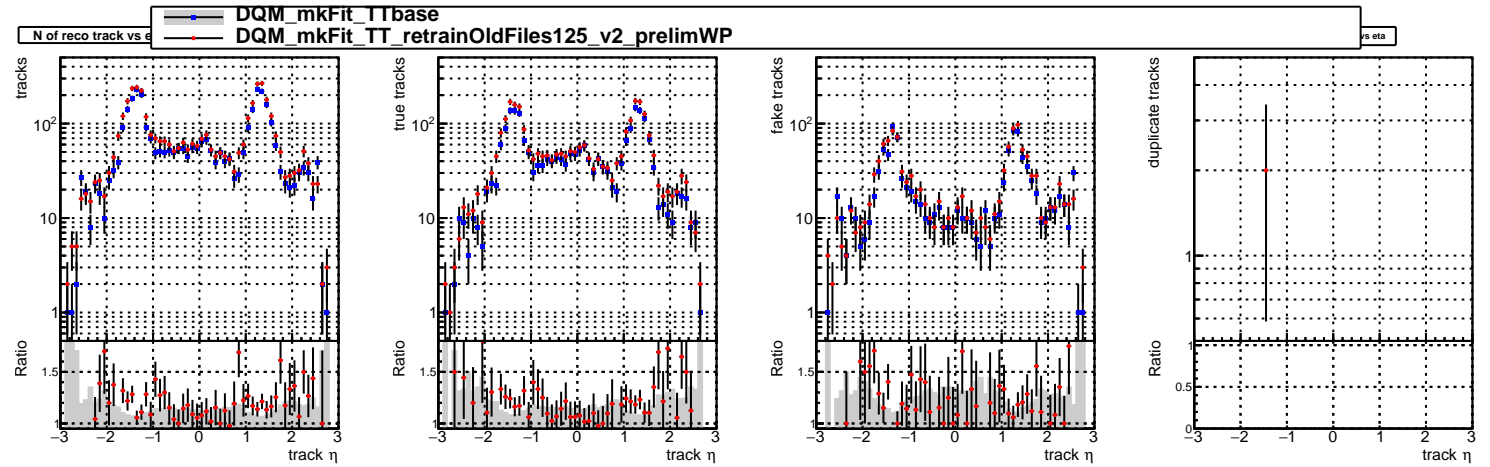 DQM_mkFit_TTbase
DQM_mkFit_TT_retrainOldFiles125_v2_prelimWP
N of reco track vs e
vs eta
tracks
10²
10
1
Ratio
1.5
1
−3 −2 −1 0 1 2 3
track η
true tracks
10²
10
1
Ratio
1.5
1
−3 −2 −1 0 1 2 3
track η
fake tracks
10²
10
1
Ratio
1.5
1
−3 −2 −1 0 1 2 3
track η
duplicate tracks
1
Ratio
1
0.5
0
−3 −2 −1 0 1 2 3
track η